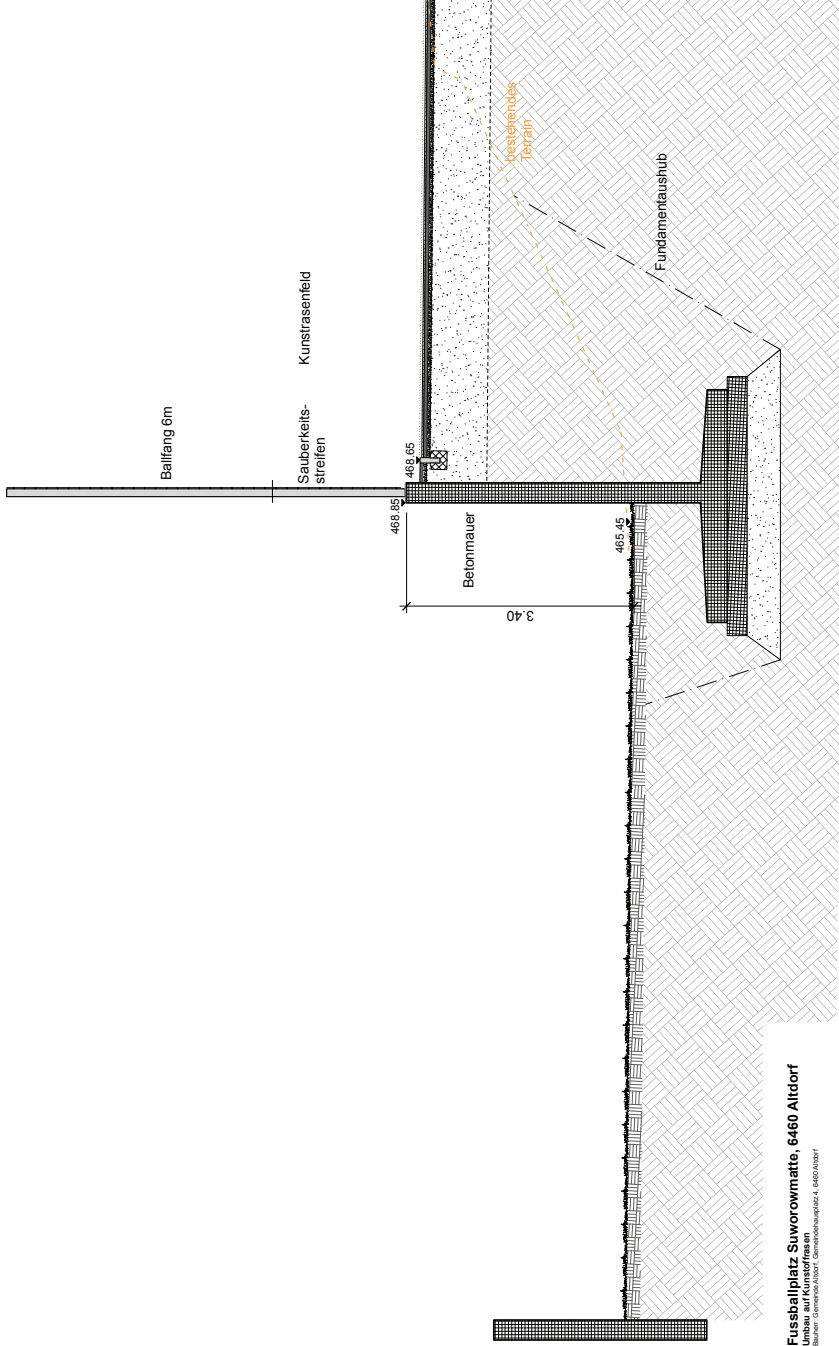 Ballfang 6m
Sauberkeits-
streifen
Kunstrasenfeld
468.85
468.65
Betonmauer
3.40
465.45
bestehendes
Terrain
Fundamentaushub
Fussballplatz Suworowmatte, 6460 Altdorf
Umbau auf Kunstoffrasen
Bauherr: Gemeinde Altdorf, Gemeindehausplatz 4, 6460 Altdorf